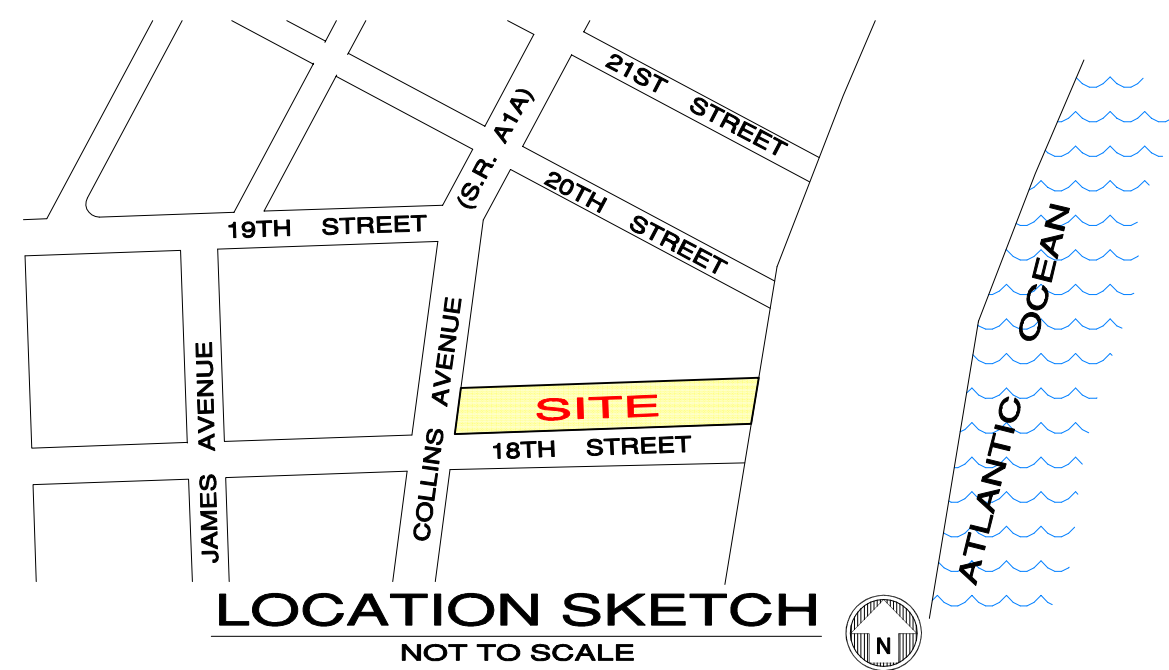 21ST STREET
(S.R. A1A)
20TH STREET
19TH STREET
OCEAN
ATLANTIC
COLLINS AVENUE
JAMES AVENUE
SITE
18TH STREET
LOCATION SKETCH
NOT TO SCALE
N